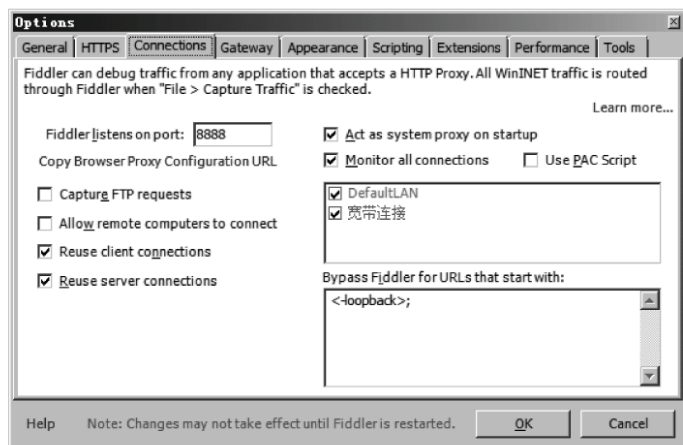 Options
General HTTPS Connections Gateway Appearance Scripting Extensions Performance Tools
Fiddler can debug traffic from any application that accepts a HTTP Proxy. All WinINET traffic is routed
through Fiddler when "File > Capture Traffic" is checked.
Learn more...
Fiddler listens on port: 8888
Copy Browser Proxy Configuration URL
Capture FTP requests
Allow remote computers to connect
Reuse client connections
Reuse server connections
Act as system proxy on startup
Monitor all connections Use PAC Script
DefaultLAN
宽带连接
Bypass Fiddler for URLs that start with:
<-loopback>;
Help Note: Changes may not take effect until Fiddler is restarted. OK Cancel